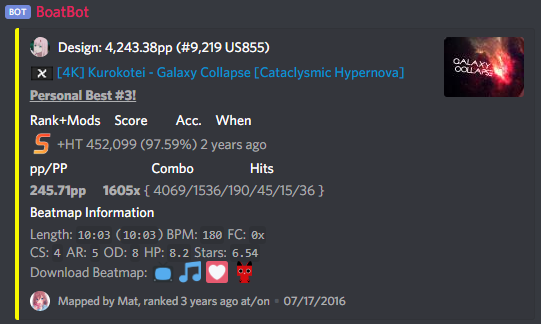 BOT BoatBot
Design: 4,243.38pp (#9,219 US855)
[4K] Kurokotei - Galaxy Collapse [Cataclysmic Hypernova]
GALAXY
COLLAPSE
Personal Best #3!
Rank+Mods Score Acc. When
S +HT 452,099 (97.59%) 2 years ago
pp/PP Combo Hits
245.71pp 1605x { 4069/1536/190/45/15/36 }
Beatmap Information
Length: 10:03 (10:03) BPM: 180 FC: 0x
CS: 4 AR: 5 OD: 8 HP: 8.2 Stars: 6.54
Download Beatmap:
Mapped by Mat, ranked 3 years ago at/on • 07/17/2016